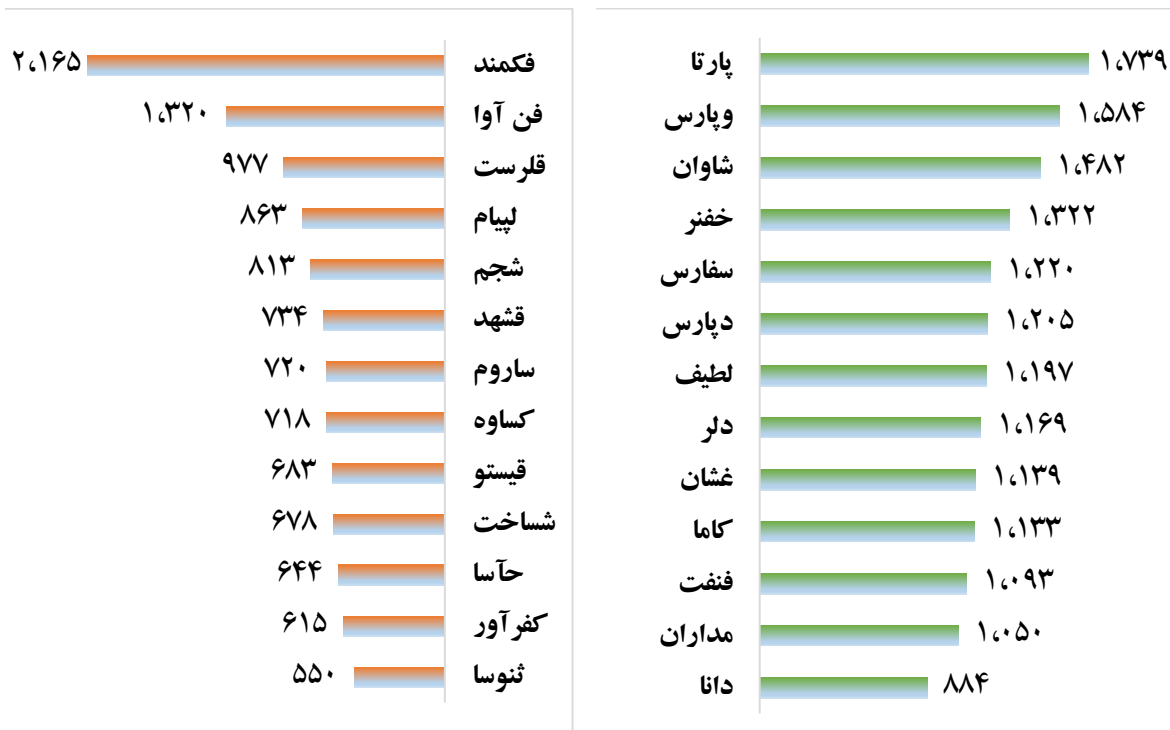 پارتا ۱،۷۳۹
وپارس ۱،۵۸۴
شاوان ۱،۴۸۲
خفنر ۱،۳۲۲
سفارس ۱،۲۲۰
دپارس ۱،۲۰۵
لطیف ۱،۱۹۷
دلر ۱،۱۶۹
غشان ۱،۱۳۹
کاما ۱،۱۳۳
فنفت ۱،۰۹۳
مداران ۱،۰۵۰
دانا ۸۸۴
فکمند ۲،۱۶۵
فن آوا ۱،۳۲۰
قلرست ۹۷۷
لپیام ۸۶۳
شجم ۸۱۳
قشهد ۷۳۴
ساروم ۷۲۰
کساوه ۷۱۸
قیستو ۶۸۳
شساخت ۶۷۸
حآسا ۶۴۴
کفرآور ۶۱۵
ثنوسا ۵۵۰